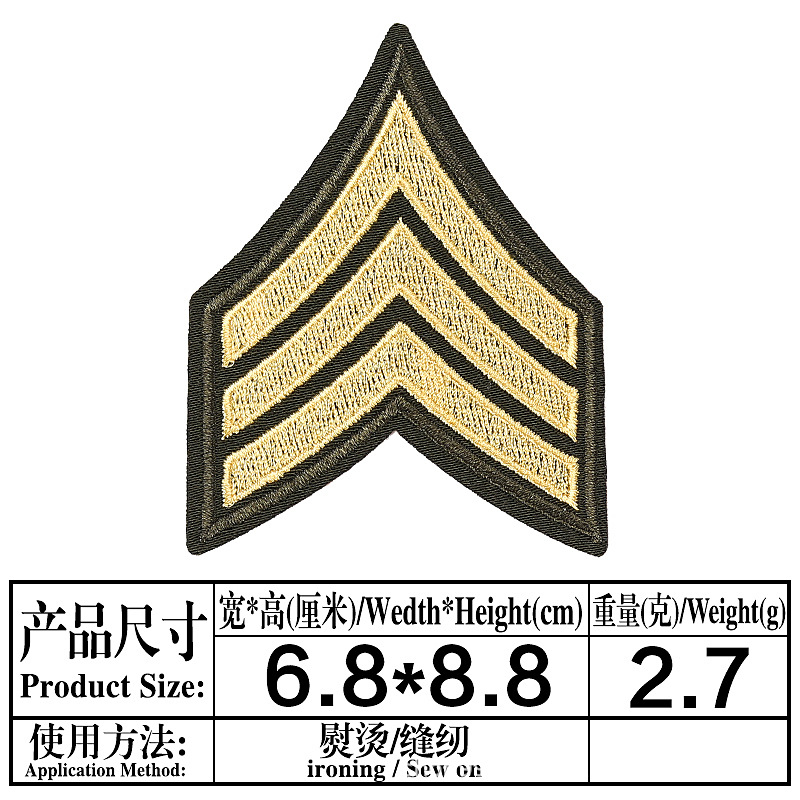 产品尺寸
Product Size:
宽*高(厘米)/Wedth*Height(cm)
重量(克)/Weight(g)
6.8*8.8
2.7
使用方法:
Application Method:
熨烫/缝纫
ironing / Sew on